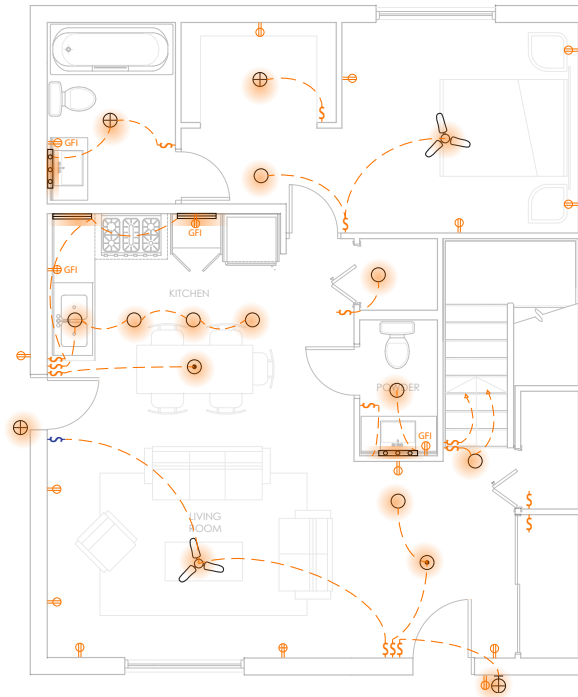 GFI
GFI
GFI
KITCHEN
POWDER
GFI
LIVING
ROOM